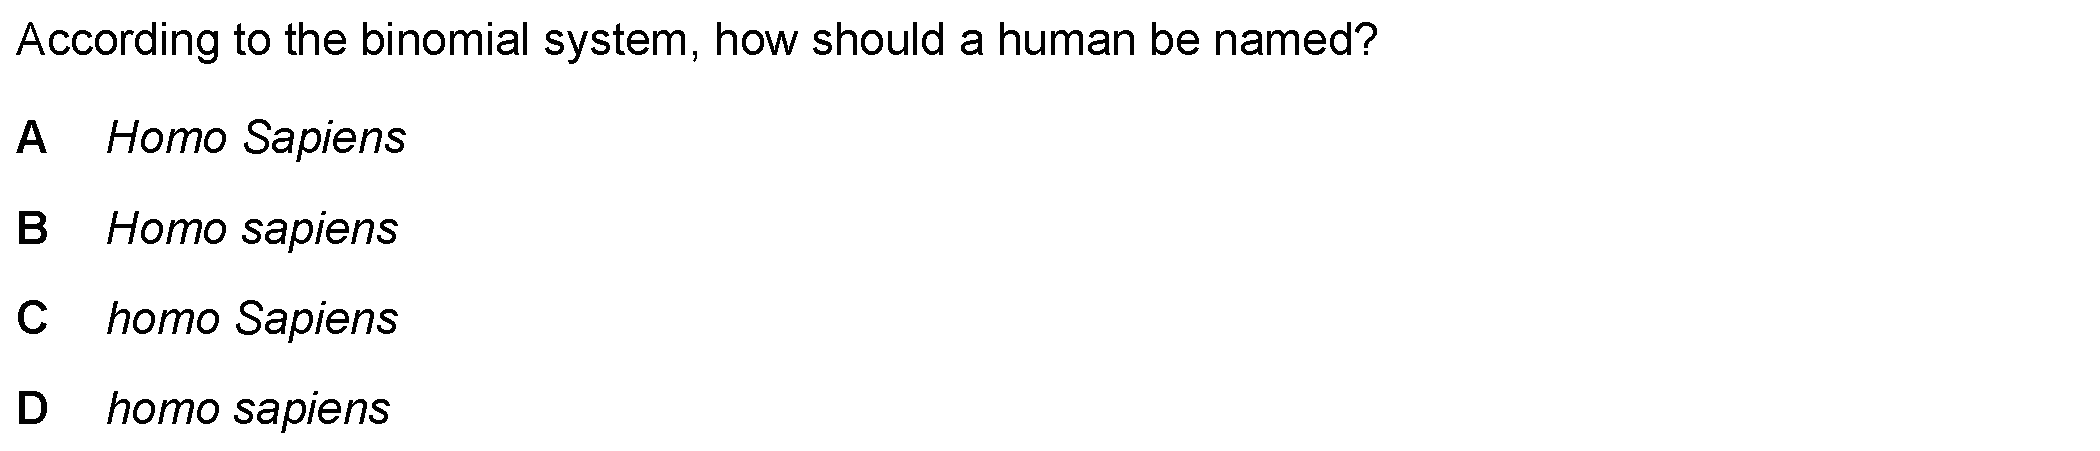 According to the binomial system, how should a human be named?
A Homo Sapiens
B Homo sapiens
C homo Sapiens
D homo sapiens